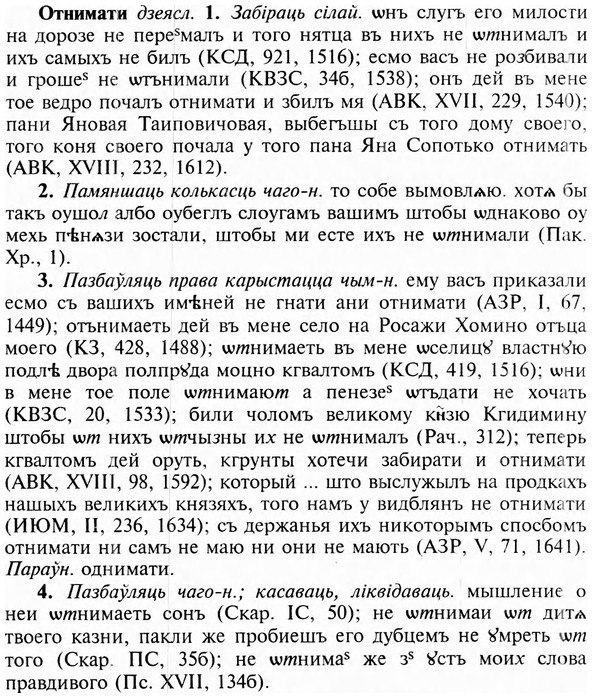 Отнимати дзеясл. 1. Забіраць сілай. ѡнъ слугъ его милости
на дорозе не переˢмалъ и того нятца въ нихъ не ѡтнималъ и
ихъ самыхъ не билъ (КСД, 921, 1516); есмо васъ не розбивали
и грошеˢ не ѡтънимали (КВЗС, 34б, 1538); онъ дей въ мене
тое ведро почалъ отнимати и збилъ мя (АВК, XVII, 229, 1540);
пани Яновая Таиповичовая, выбегъшы съ того дому своего,
того коня своего почала у того пана Яна Сопотько отнимать
(АВК, XVIII, 232, 1612).
2. Памяншаць колькасць чаго-н. то собе вымовлѧю. хотѧ бы
такъ оушол албо оубеглъ слоугам вашим штобы ѡднаково оу
мехь пѣнѧзи зостали, штобы ми есте ихъ не ѡтнимали (Пак.
Хр., 1).
3. Пазбаўляць права карыстацца чым-н. ему васъ приказали
есмо съ вашихъ имѣней не гнати ани отнимати (АЗР, I, 67,
1449); отънимаеть дей въ мене село на Росажи Хомино отъца
моего (КЗ, 428, 1488); ѡтнимаеть въ мене ѡселицꙋ властнꙋю
подлѣ двора полпрꙋда моцно кгвалтомъ (КСД, 419, 1516); ѡни
в мене тое поле ѡтнимают а пенезеˢ ѡтъдати не хочать
(КВЗС, 20, 1533); били чоломъ великому кнзю Кгидимину
штобы ѡт нихъ ѡтчызны их не ѡтнималъ (Рач., 312); теперь
кгвалтомъ дей оруть, кгрунты хотечи забирати и отнимати
(АВК, XVIII, 98, 1592); который ... што выслужылъ на продкахъ
нашыхъ великихъ князяхъ, того намъ у видблянъ не отнимати
(ИЮМ, II, 236, 1634); съ держанья ихъ никоторымъ спосбомъ
отнимати ни самъ не маю ни они не мають (АЗР, V, 71, 1641).
Параўн. однимати.
4. Пазбаўляць чаго-н.; касаваць, ліквідаваць. мышление о
неи ѡтнимаеть сонъ (Скар. ІС, 50); не ѡтнимаи ѡт дитѧ
твоего казни, пакли же пробиешъ его дубцемъ не ꙋмреть ѡт
того (Скар. ПС, 35б); не ѡтнимаˢ же зˢ ꙋстъ моих слова
правдивого (Пс. XVII, 134б).